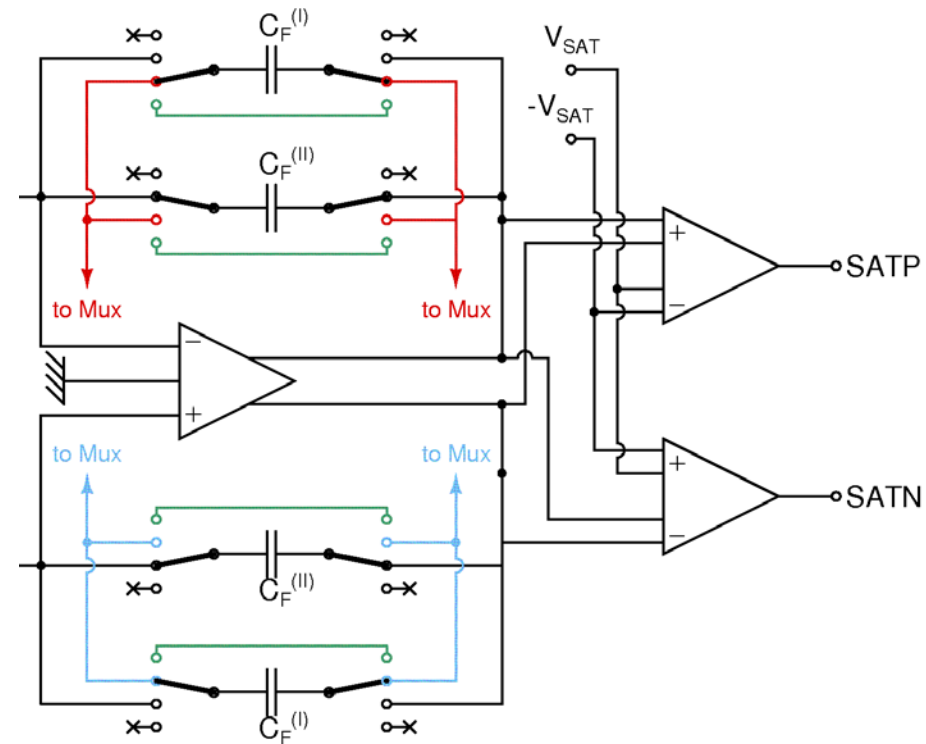 C_F^(I)
V_SAT
-V_SAT
C_F^(II)
+
SATP
−
to Mux
to Mux
−
+
to Mux
to Mux
+
SATN
−
C_F^(II)
C_F^(I)